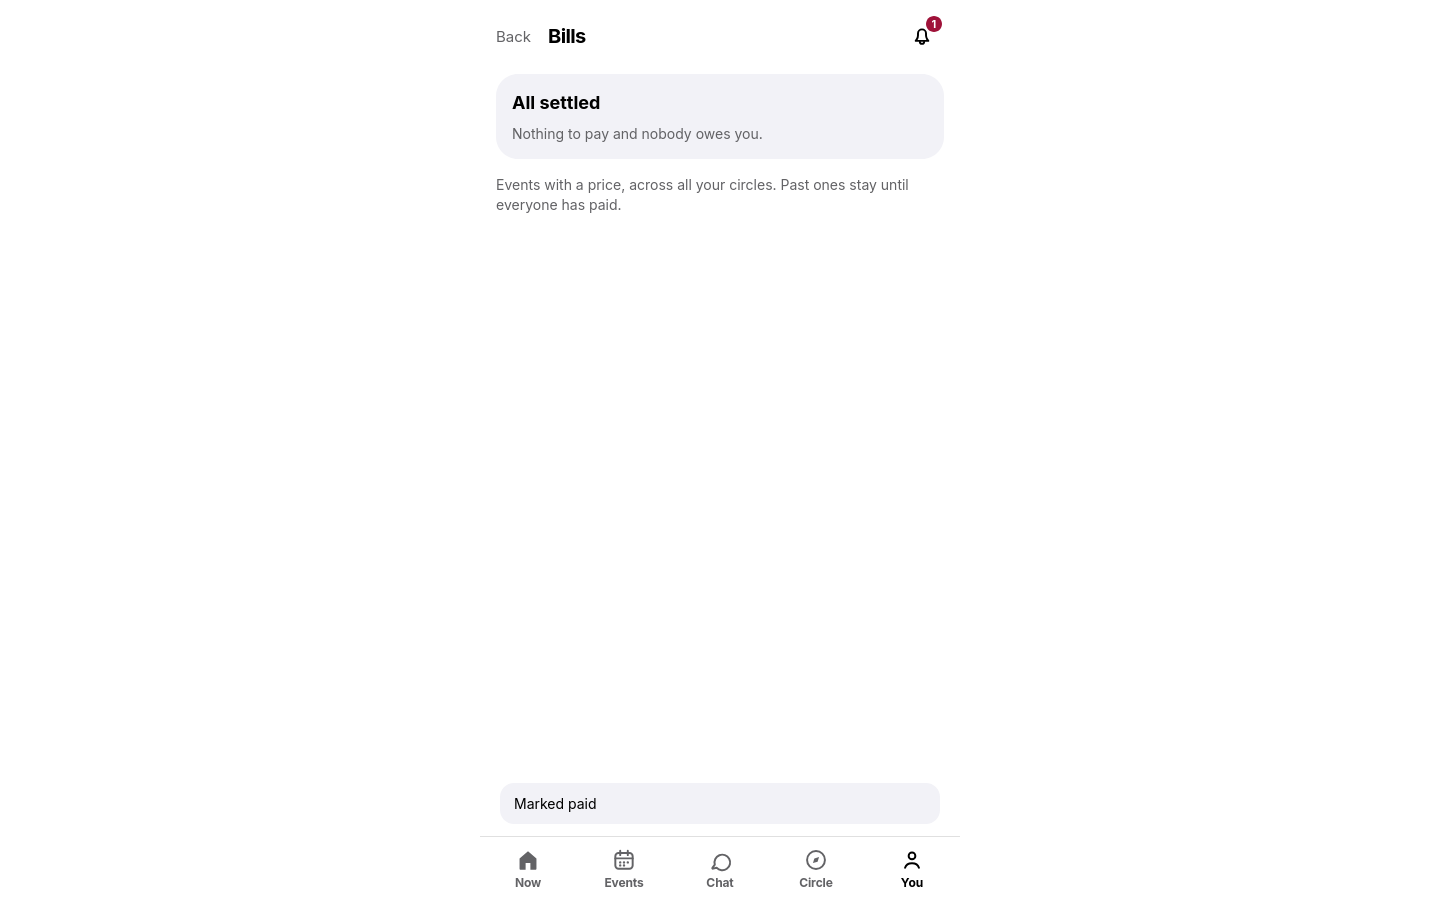 Back
Bills
1
All settled
Nothing to pay and nobody owes you.
Events with a price, across all your circles. Past ones stay until
everyone has paid.
Marked paid
Now
Events
Chat
Circle
You